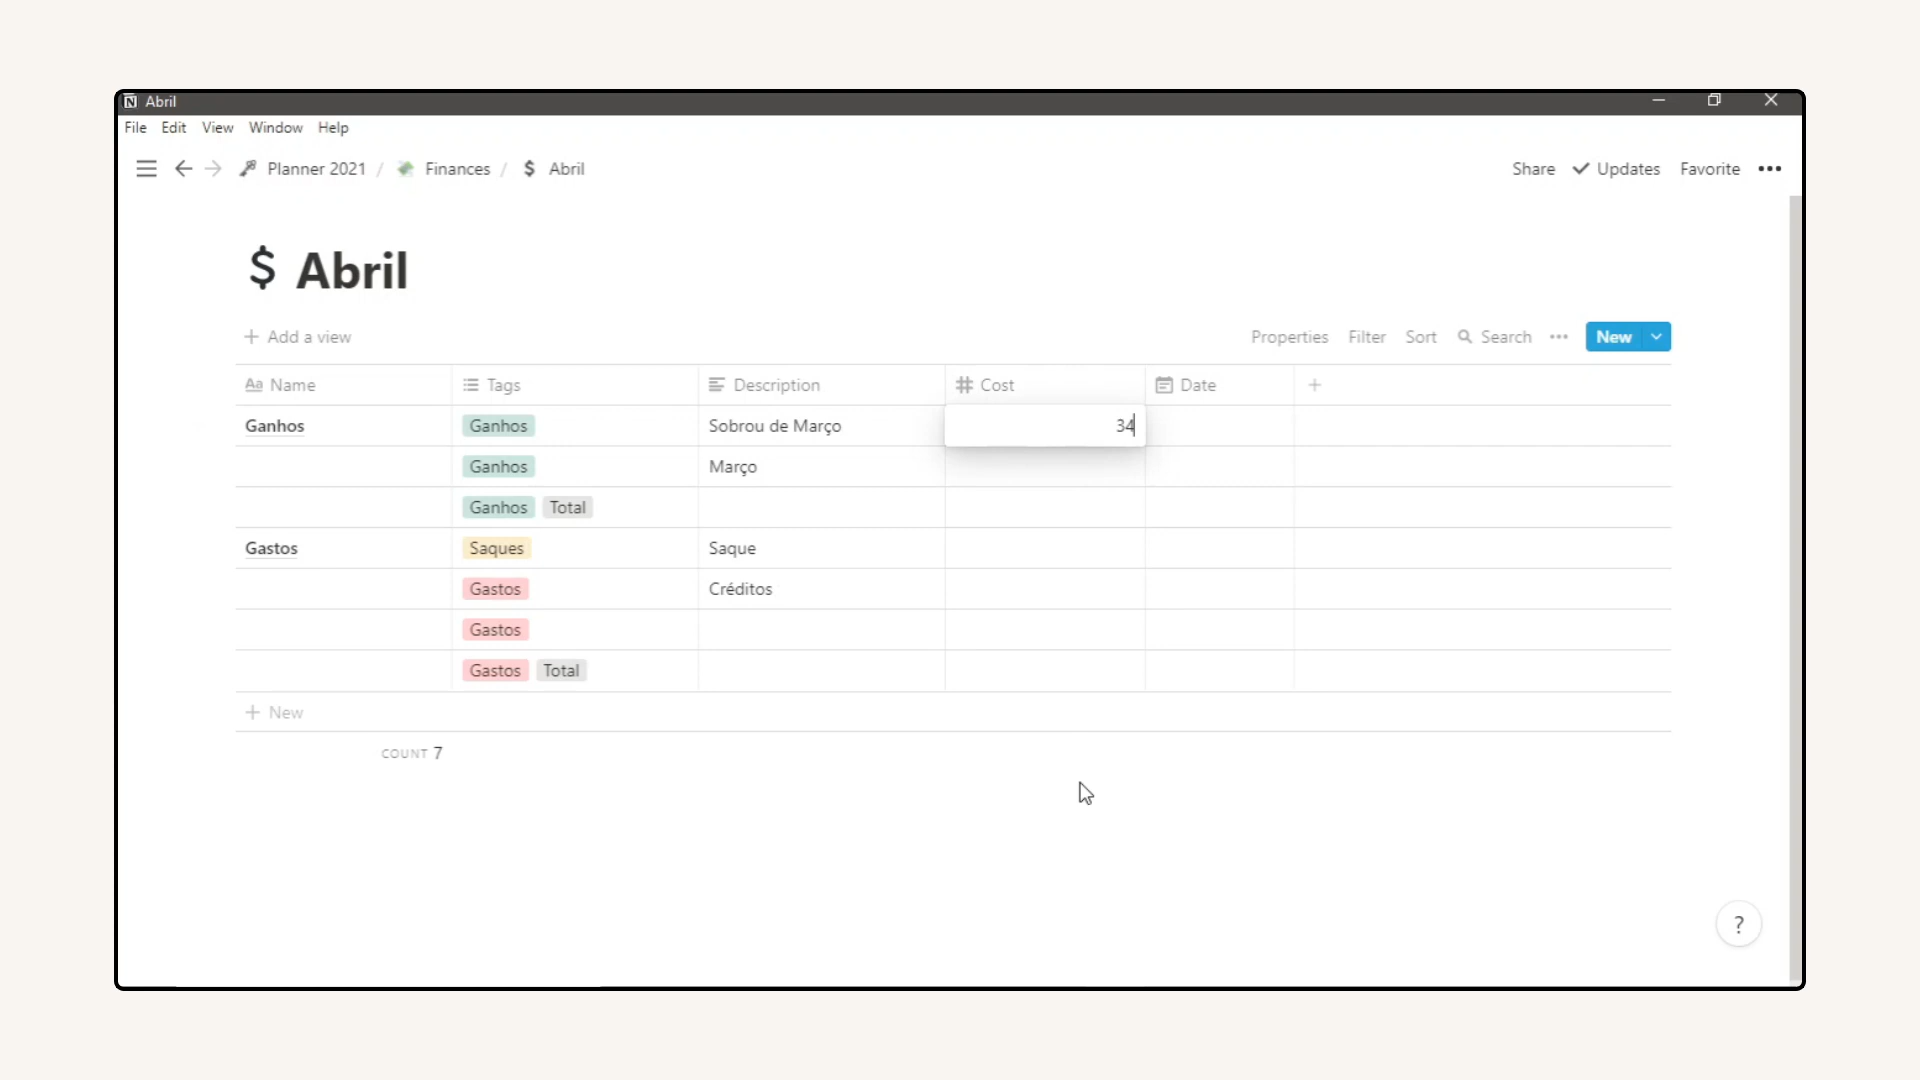 Abril
File Edit View Window Help
Planner 2021 / Finances / $ Abril Share Updates Favorite •••
$ Abril
+ Add a view Properties Filter Sort Search ••• New
Aa Name Tags Description # Cost Date +
Ganhos Ganhos Sobrou de Março 34
Ganhos Março
Ganhos Total
Gastos Saques Saque
Gastos Créditos
Gastos
Gastos Total
+ New
COUNT 7
?